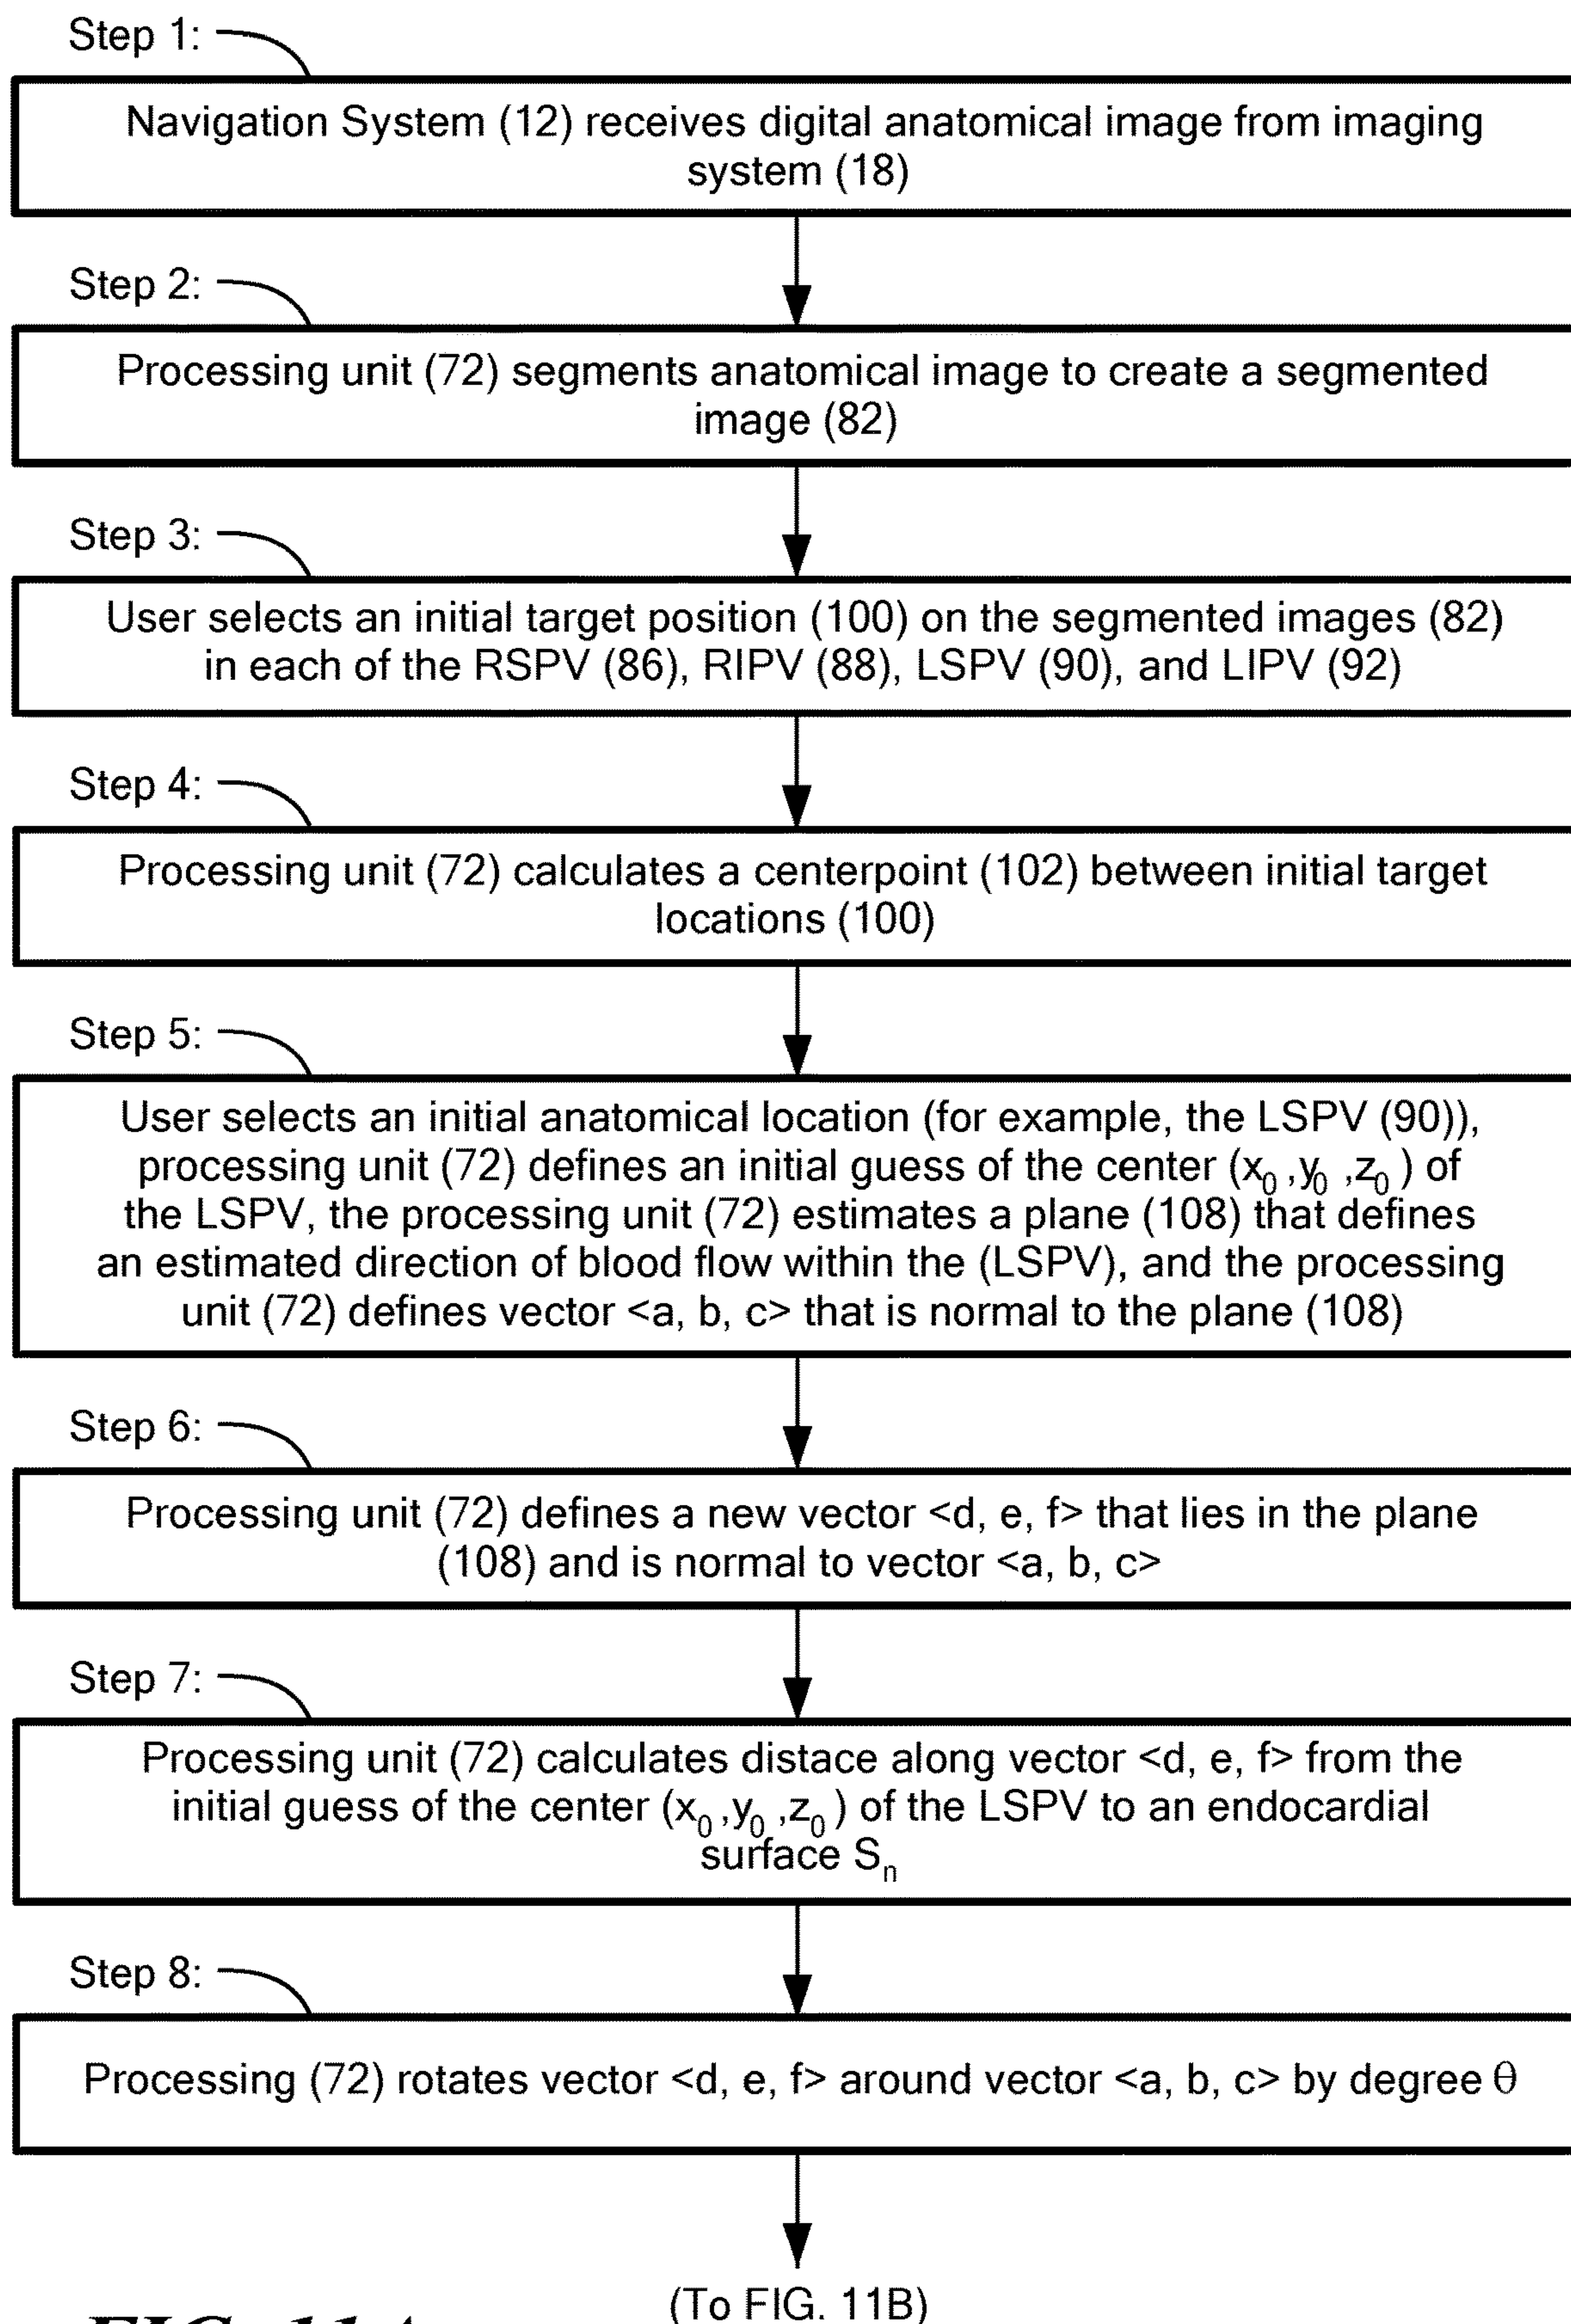 Step 1:
Navigation System (12) receives digital anatomical image from imaging
system (18)
Step 2:
Processing unit (72) segments anatomical image to create a segmented
image (82)
Step 3:
User selects an initial target position (100) on the segmented images (82)
in each of the RSPV (86), RIPV (88), LSPV (90), and LIPV (92)
Step 4:
Processing unit (72) calculates a centerpoint (102) between initial target
locations (100)
Step 5:
User selects an initial anatomical location (for example, the LSPV (90)),
processing unit (72) defines an initial guess of the center (x₀ ,y₀ ,z₀ ) of
the LSPV, the processing unit (72) estimates a plane (108) that defines
an estimated direction of blood flow within the (LSPV), and the processing
unit (72) defines vector <a, b, c> that is normal to the plane (108)
Step 6:
Processing unit (72) defines a new vector <d, e, f> that lies in the plane
(108) and is normal to vector <a, b, c>
Step 7:
Processing unit (72) calculates distace along vector <d, e, f> from the
initial guess of the center (x₀ ,y₀ ,z₀ ) of the LSPV to an endocardial
surface Sₙ
Step 8:
Processing (72) rotates vector <d, e, f> around vector <a, b, c> by degree θ
(To FIG. 11B)
FIG. 11A